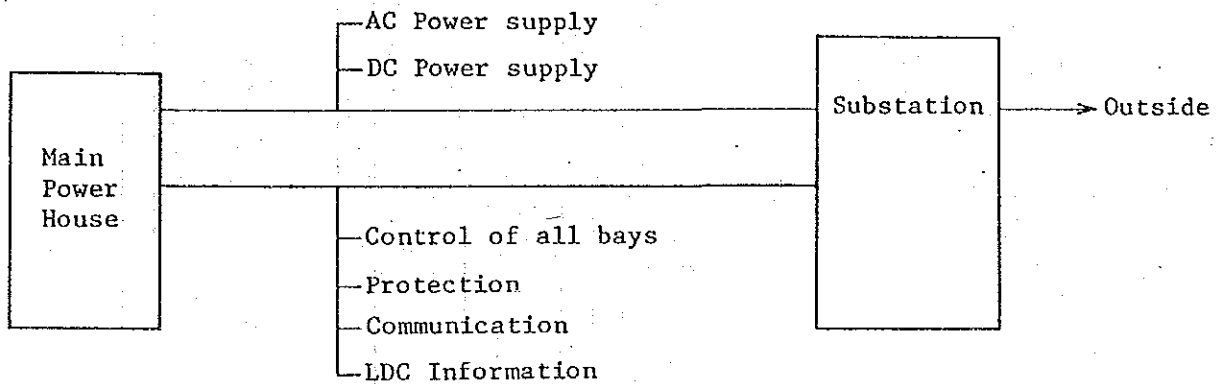 AC Power supply
DC Power supply
Main
Power
House
Substation
Outside
Control of all bays
Protection
Communication
LDC Information